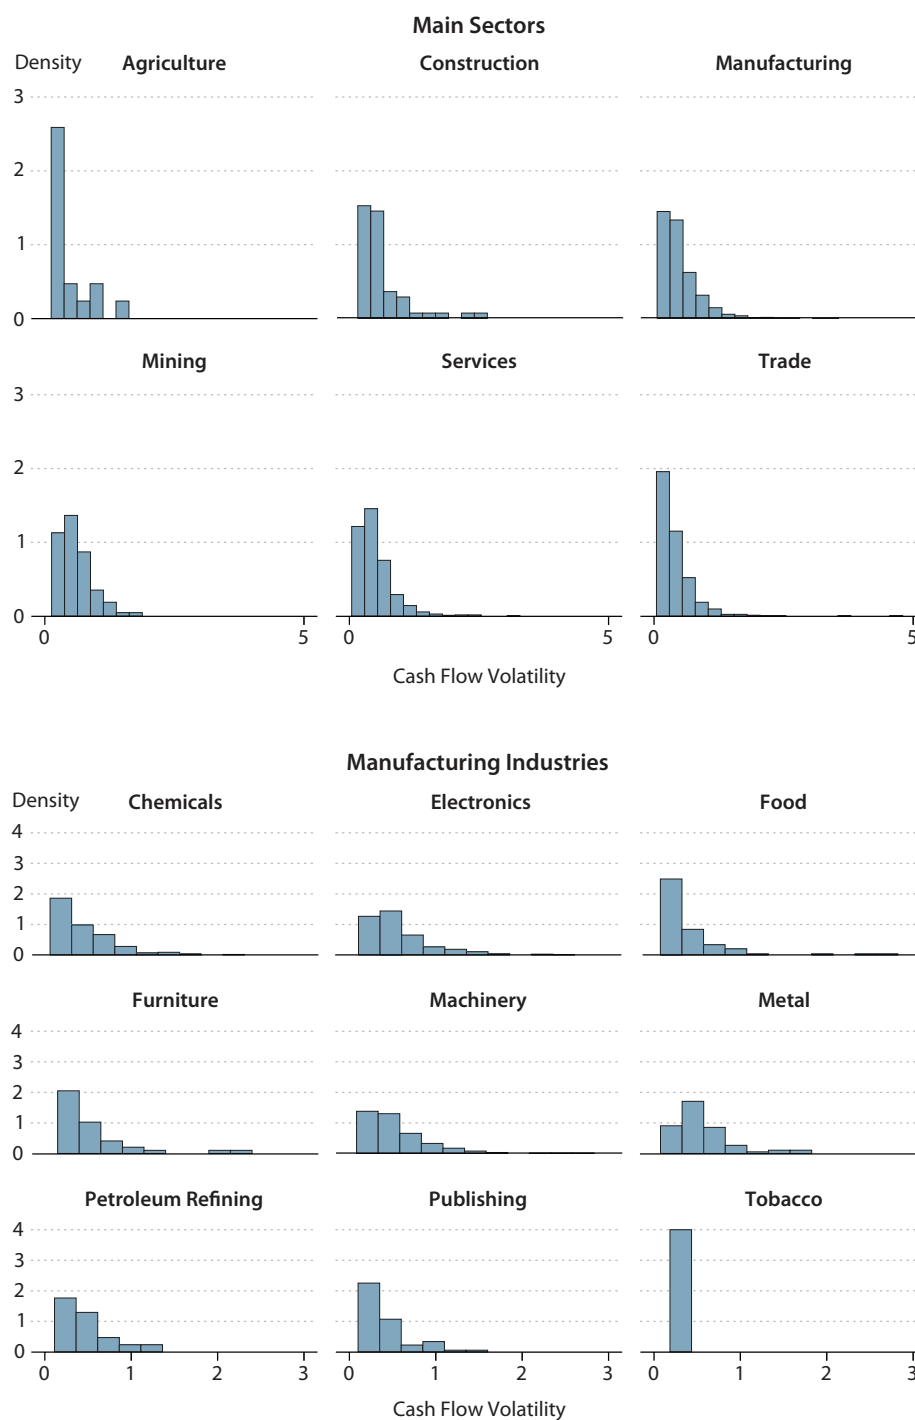 Main Sectors
Density Agriculture Construction Manufacturing
3
2
1
0
Mining Services Trade
3
2
1
0
0 5 0 5 0 5
Cash Flow Volatility
Manufacturing Industries
Density Chemicals Electronics Food
4
3
2
1
0
Furniture Machinery Metal
4
3
2
1
0
Petroleum Refining Publishing Tobacco
4
3
2
1
0
0 1 2 3 0 1 2 3 0 1 2 3
Cash Flow Volatility